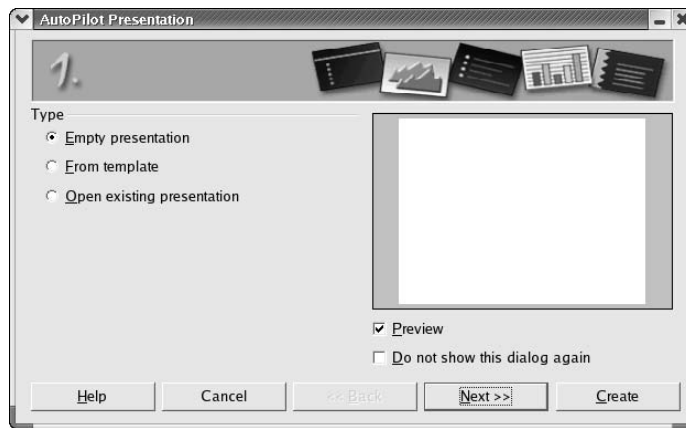 AutoPilot Presentation
1.
Type
Empty presentation
From template
Open existing presentation
Preview
Do not show this dialog again
Help Cancel << Back Next >> Create